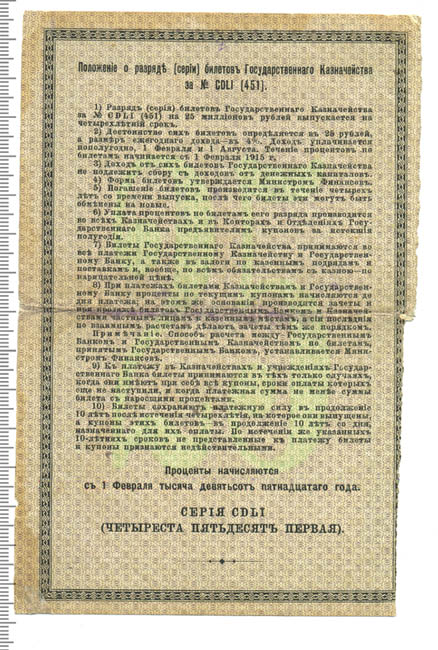 Положеніе о разрядѣ (серіи) билетовъ Государственнаго Казначейства
за № CDLI (451).
1) Разрядъ (серія) билетовъ Государственнаго Казначейства
за № CDLI (451) на 25 милліоновъ рублей выпускается на
четырехлѣтній срокъ.
2) Достоинство сихъ билетовъ опредѣляется въ 25 рублей,
а размѣръ ежегоднаго дохода—въ 4%. Доходъ уплачивается
пополугодно, 1 Февраля и 1 Августа. Теченіе процентовъ по
билетамъ начинается съ 1 Февраля 1915 г.
3) Доходъ отъ сихъ билетовъ Государственнаго Казначейства
не подлежитъ сбору съ доходовъ отъ денежныхъ капиталовъ.
4) Форма билетовъ утверждается Министромъ Финансовъ.
5) Погашеніе билетовъ производится въ теченіе четырехъ
лѣтъ со времени выпуска, послѣ чего билеты эти могутъ быть
обмѣнены на новые.
6) Уплата процентовъ по билетамъ сего разряда производится
во всѣхъ Казначействахъ и въ Конторахъ и Отдѣленіяхъ Госу-
дарственнаго Банка предъявителямъ купоновъ за истекшія
полугодія.
7) Билеты Государственнаго Казначейства принимаются во
всѣ платежи Государственному Казначейству и Государствен-
ному Банку, а также въ залоги по казеннымъ подрядамъ и
поставкамъ и, вообще, по всѣмъ обязательствамъ съ казною—по
нарицательной цѣнѣ.
8) При платежахъ билетами Казначействамъ и Государствен-
ному Банку проценты по текущимъ купонамъ начисляются до
дня платежа; на этомъ же основаніи производятся зачеты и
при продажѣ билетовъ Государственнымъ Банкомъ и Казначей-
ствами частнымъ лицамъ и казеннымъ мѣстамъ, а сіи послѣднія
по взаимнымъ расчетамъ дѣлаютъ зачеты тѣмъ же порядкомъ.
Примѣчаніе. Способъ расчета между Государственнымъ
Банкомъ и Государственнымъ Казначействомъ по билетамъ,
принятымъ Государственнымъ Банкомъ, устанавливается Мини-
стромъ Финансовъ.
9) Къ платежу въ Казначействахъ и учрежденіяхъ Государ-
ственнаго Банка билеты принимаются въ тѣхъ только случаяхъ,
когда они имѣютъ при себѣ всѣ купоны, сроки оплаты которыхъ
еще не наступили, и когда платежная сумма не менѣе суммы
билета съ наросшими процентами.
10) Билеты сохраняютъ платежную силу въ продолженіе
10 лѣтъ послѣ истеченія четырехлѣтія, на которое они выпущены,
а купоны этихъ билетовъ—въ продолженіе 10 лѣтъ со дня,
назначеннаго для ихъ оплаты. По истеченіи же указанныхъ
10-лѣтнихъ сроковъ не представленные къ платежу билеты
и купоны признаются недѣйствительными.
Проценты начисляются
съ 1 Февраля тысяча девятьсотъ пятнадцатаго года.
СЕРІЯ CDLI
(ЧЕТЫРЕСТА ПЯТЬДЕСЯТЪ ПЕРВАЯ).